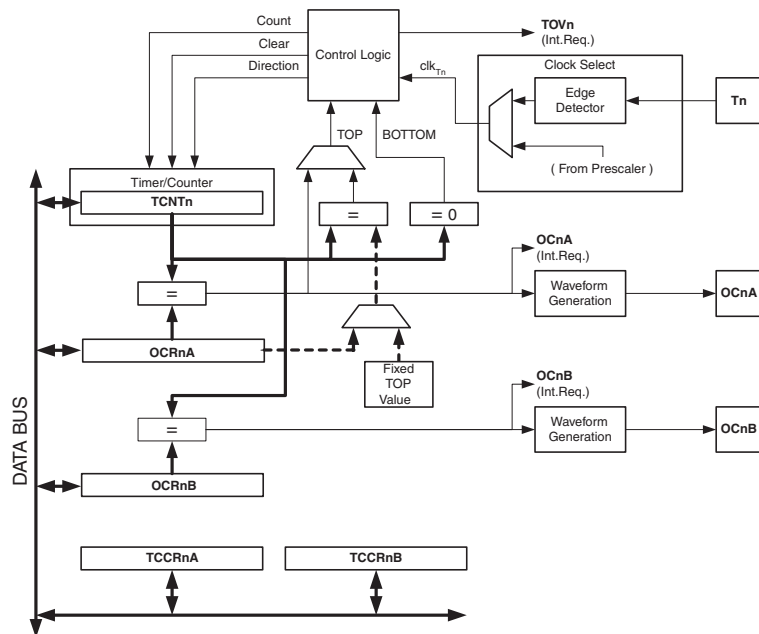 Count
Clear
Direction
Control Logic
TOVn
(Int.Req.)
clkTn
Clock Select
Edge
Detector
Tn
( From Prescaler )
TOP
BOTTOM
Timer/Counter
TCNTn
=
= 0
=
OCnA
(Int.Req.)
Waveform
Generation
OCnA
OCRnA
Fixed
TOP
Value
=
OCnB
(Int.Req.)
Waveform
Generation
OCnB
OCRnB
DATA BUS
TCCRnA
TCCRnB